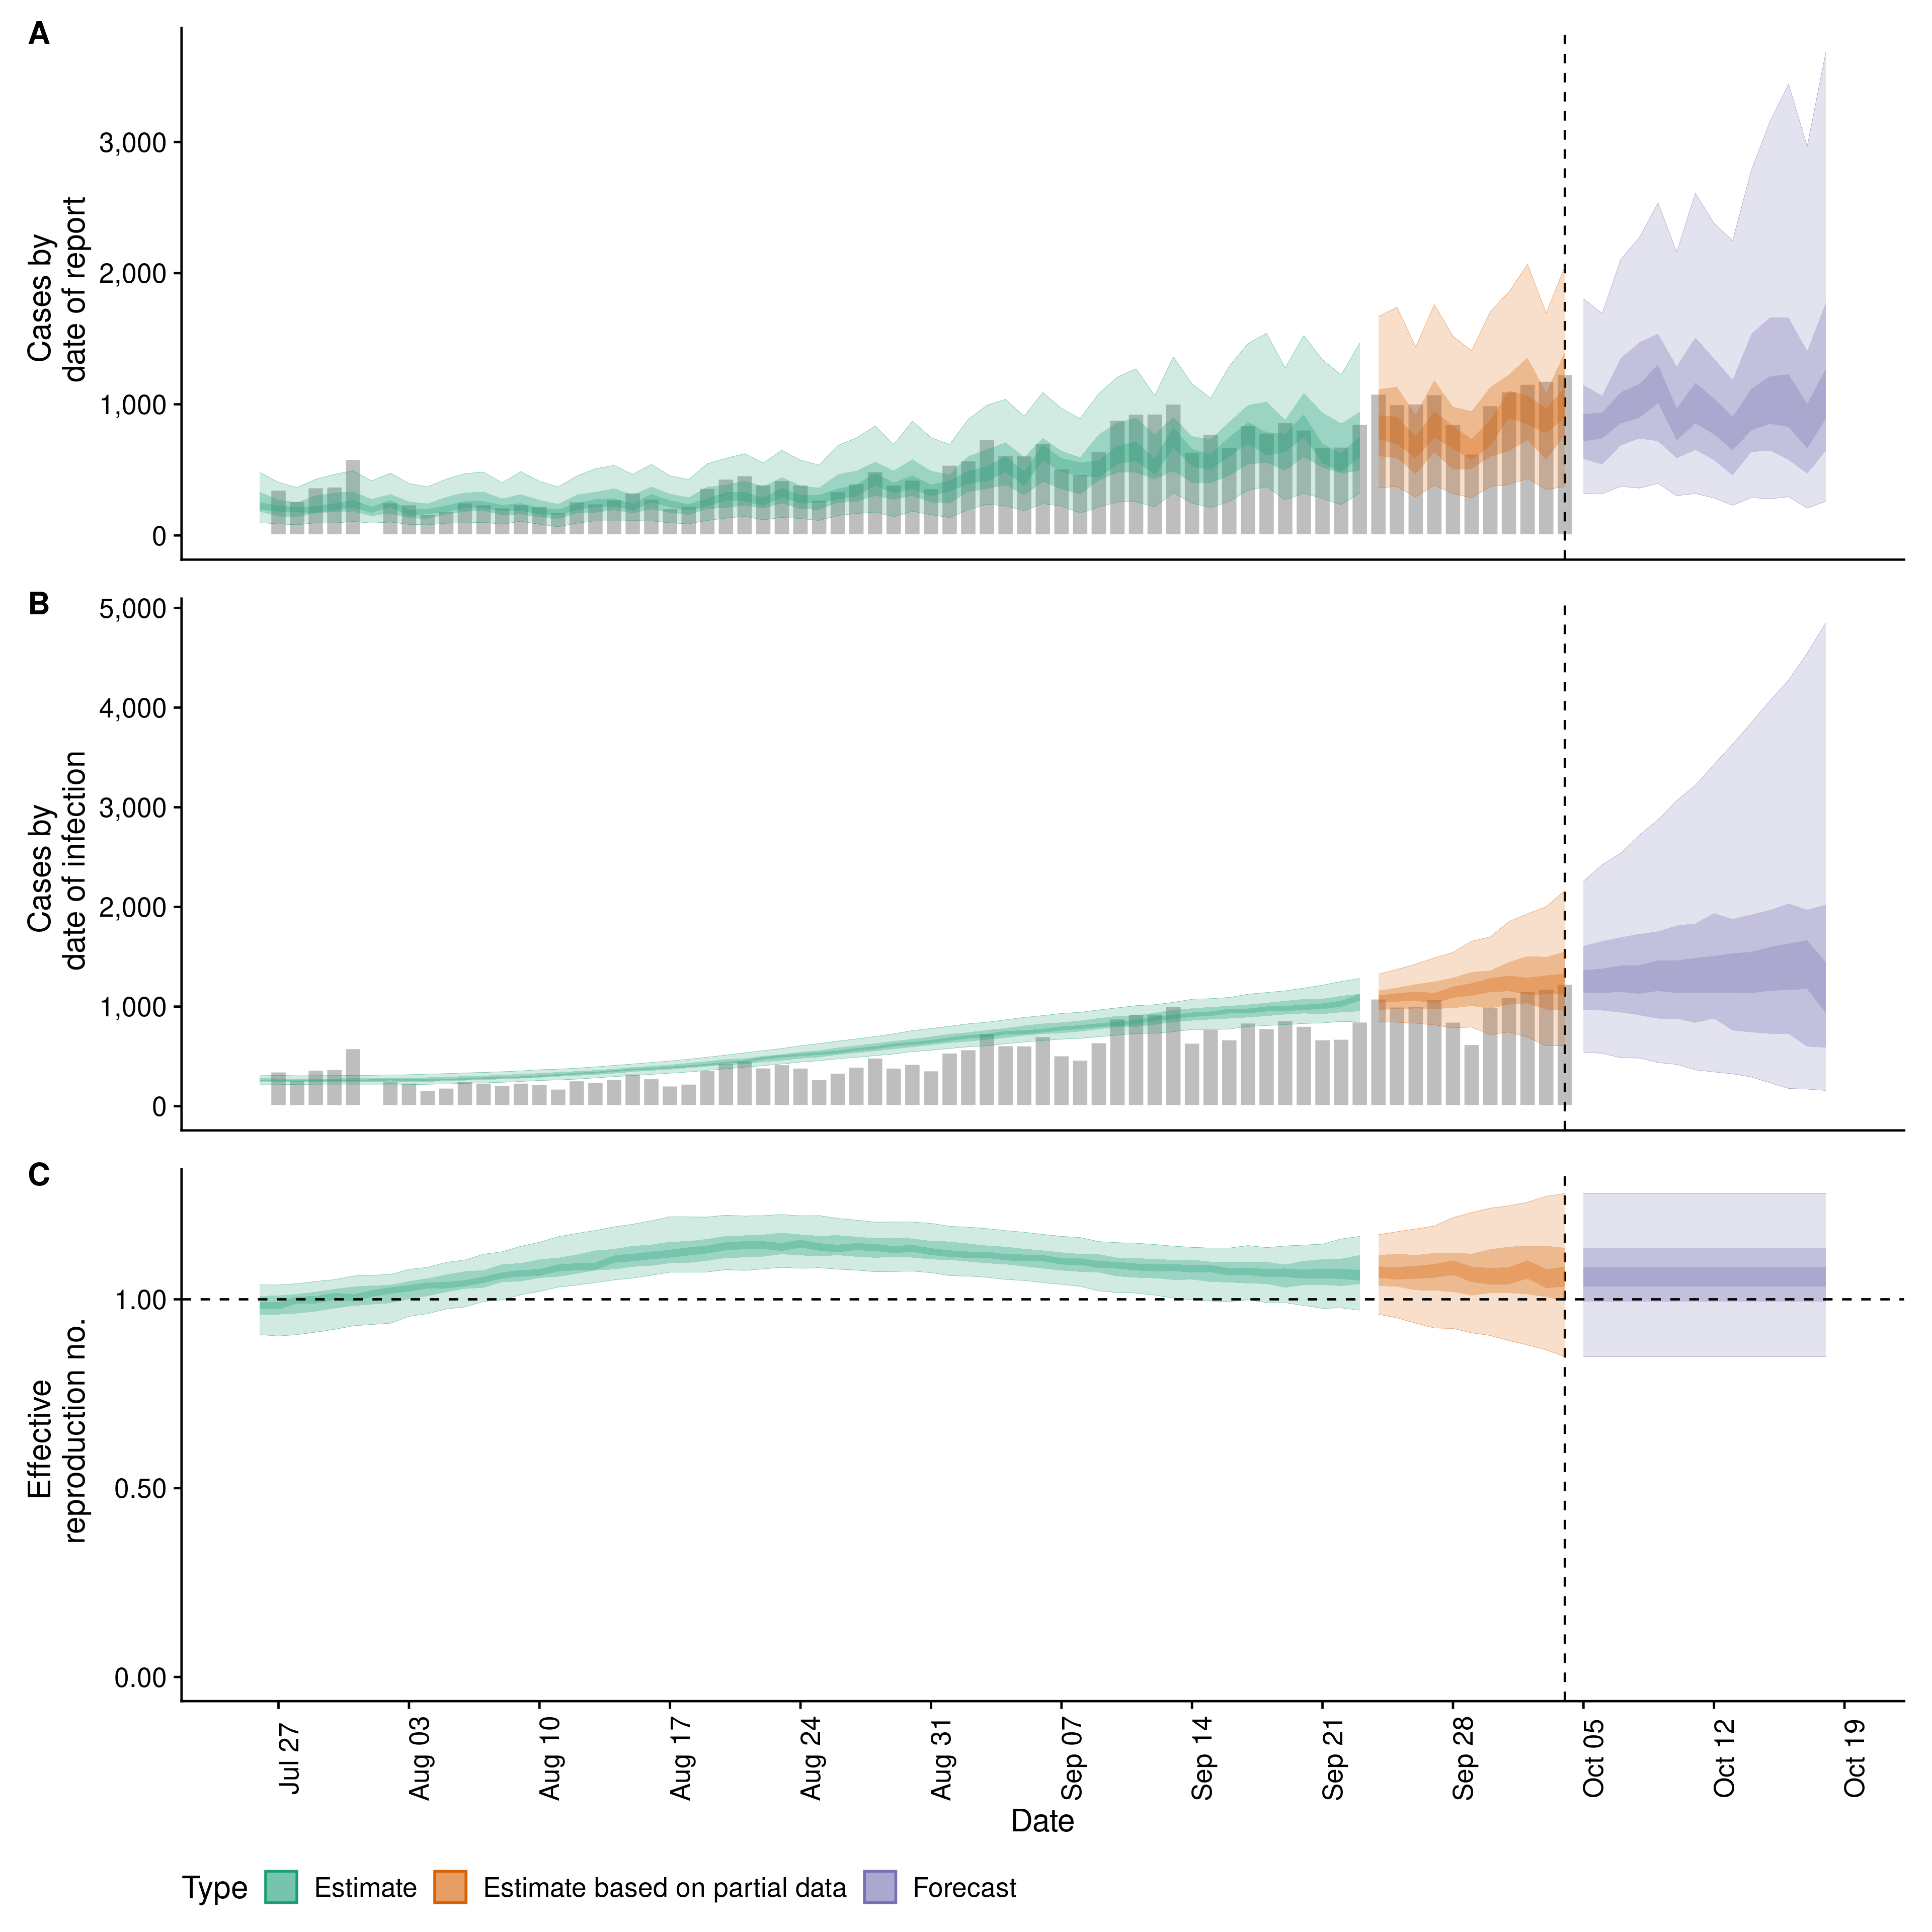 A
Cases by
date of report
3,000
2,000
1,000
0
B
Cases by
date of infection
5,000
4,000
3,000
2,000
1,000
0
C
Effective
reproduction no.
1.00
0.50
0.00
Jul 27
Aug 03
Aug 10
Aug 17
Aug 24
Aug 31
Sep 07
Sep 14
Sep 21
Sep 28
Oct 05
Oct 12
Oct 19
Date
Type Estimate Estimate based on partial data Forecast